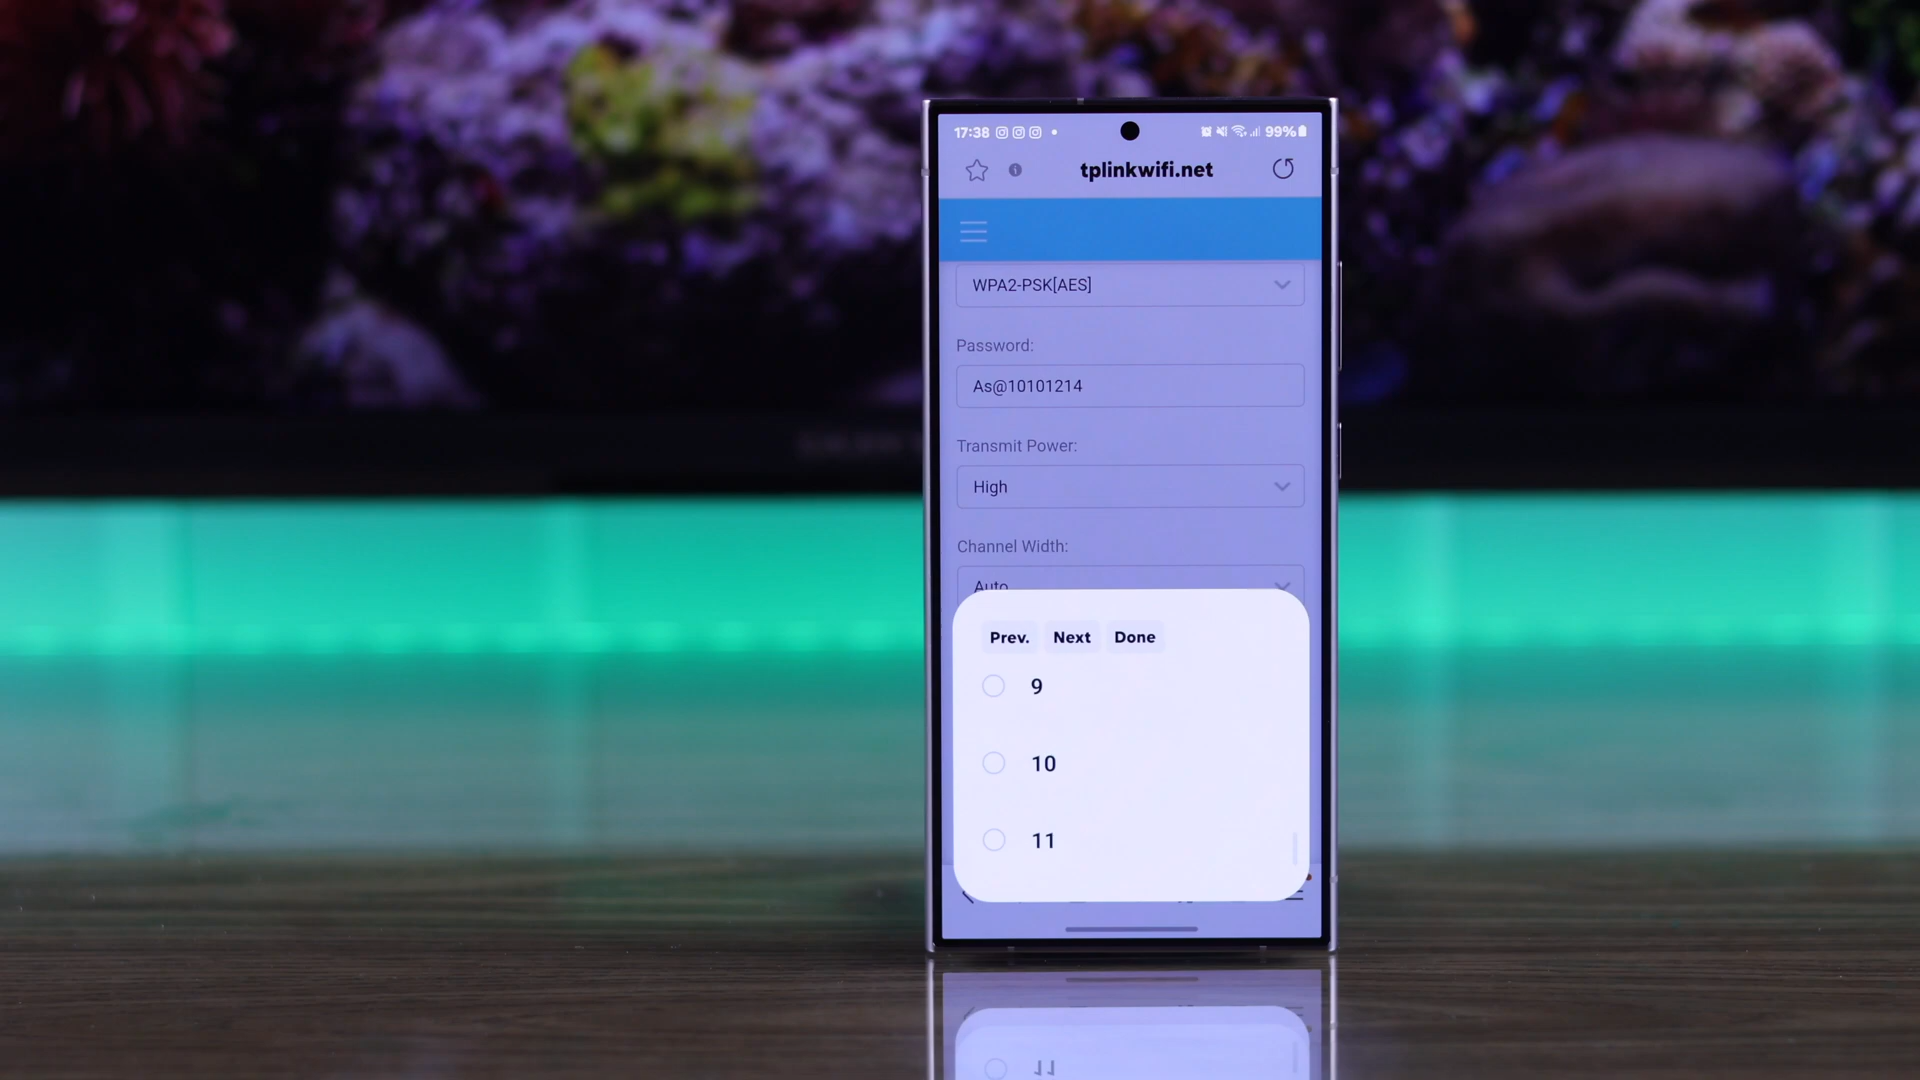 17:38 99%
tplinkwifi.net
WPA2-PSK[AES]
Password:
As@10101214
Transmit Power:
High
Channel Width:
Auto
Prev. Next Done
9
10
11
11